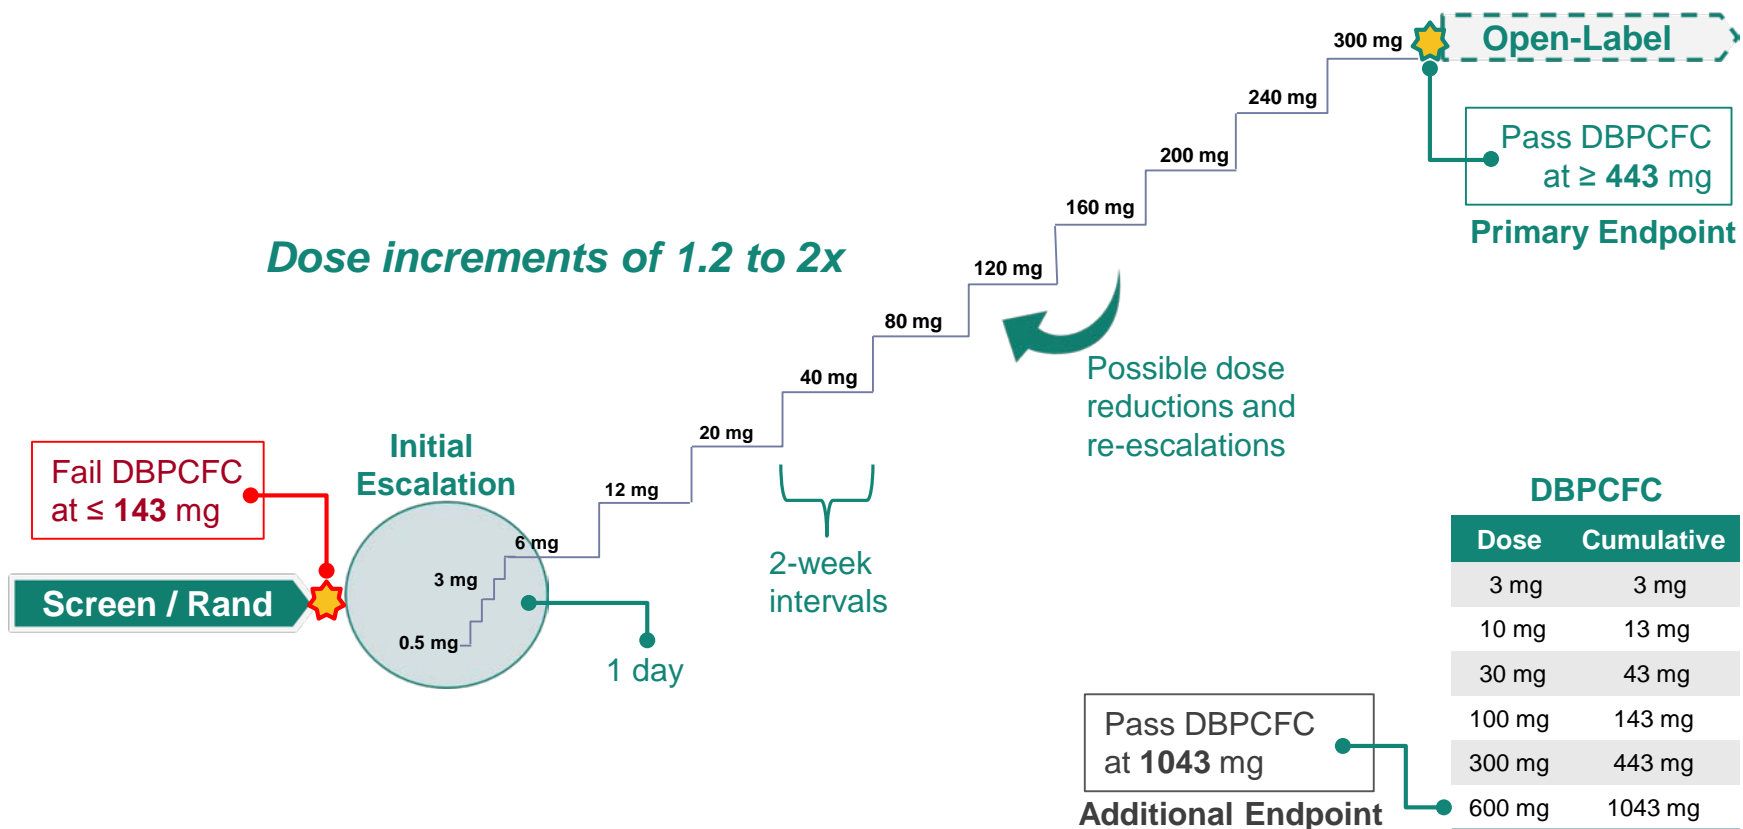 300 mg
Open-Label
240 mg
Pass DBPCFC
at ≥ 443 mg
Primary Endpoint
200 mg
160 mg
Dose increments of 1.2 to 2x
120 mg
80 mg
Possible dose
reductions and
re-escalations
40 mg
20 mg
2-week
intervals
12 mg
Initial
Escalation
Fail DBPCFC
at ≤ 143 mg
6 mg
3 mg
0.5 mg
Screen / Rand
1 day
DBPCFC
Dose Cumulative
3 mg 3 mg
10 mg 13 mg
30 mg 43 mg
100 mg 143 mg
300 mg 443 mg
600 mg 1043 mg
Pass DBPCFC
at 1043 mg
Additional Endpoint